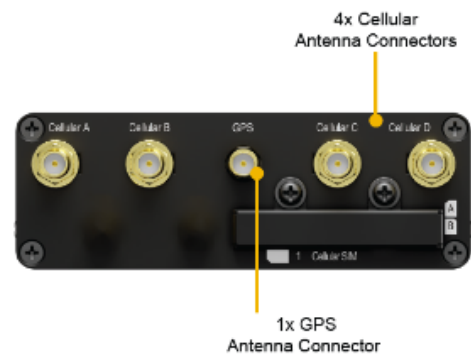 4x Cellular
Antenna Connectors
Cellular A
Cellular B
GPS
Cellular C
Cellular D
A
B
1 Cellular SIM
1x GPS
Antenna Connector